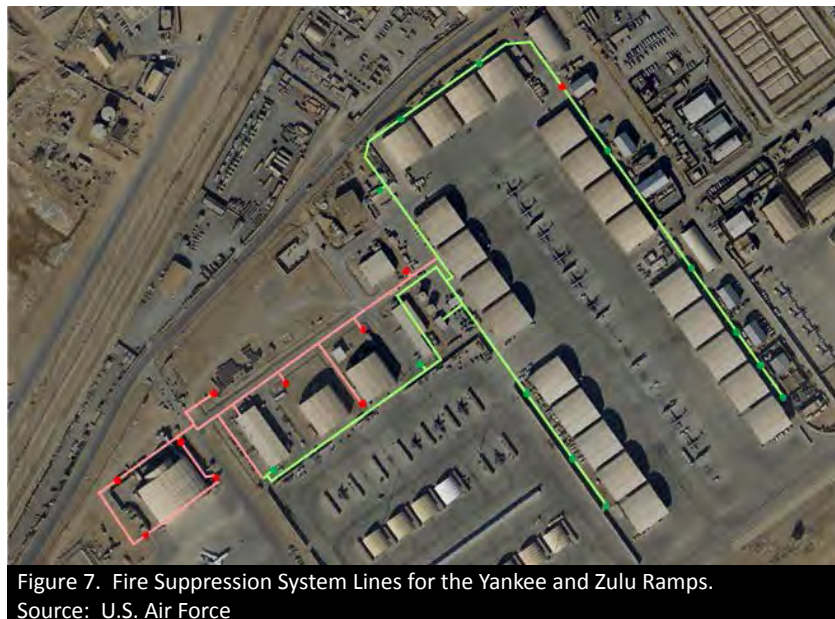 Figure 7.  Fire Suppression System Lines for the Yankee and Zulu Ramps.
Source:  U.S. Air Force